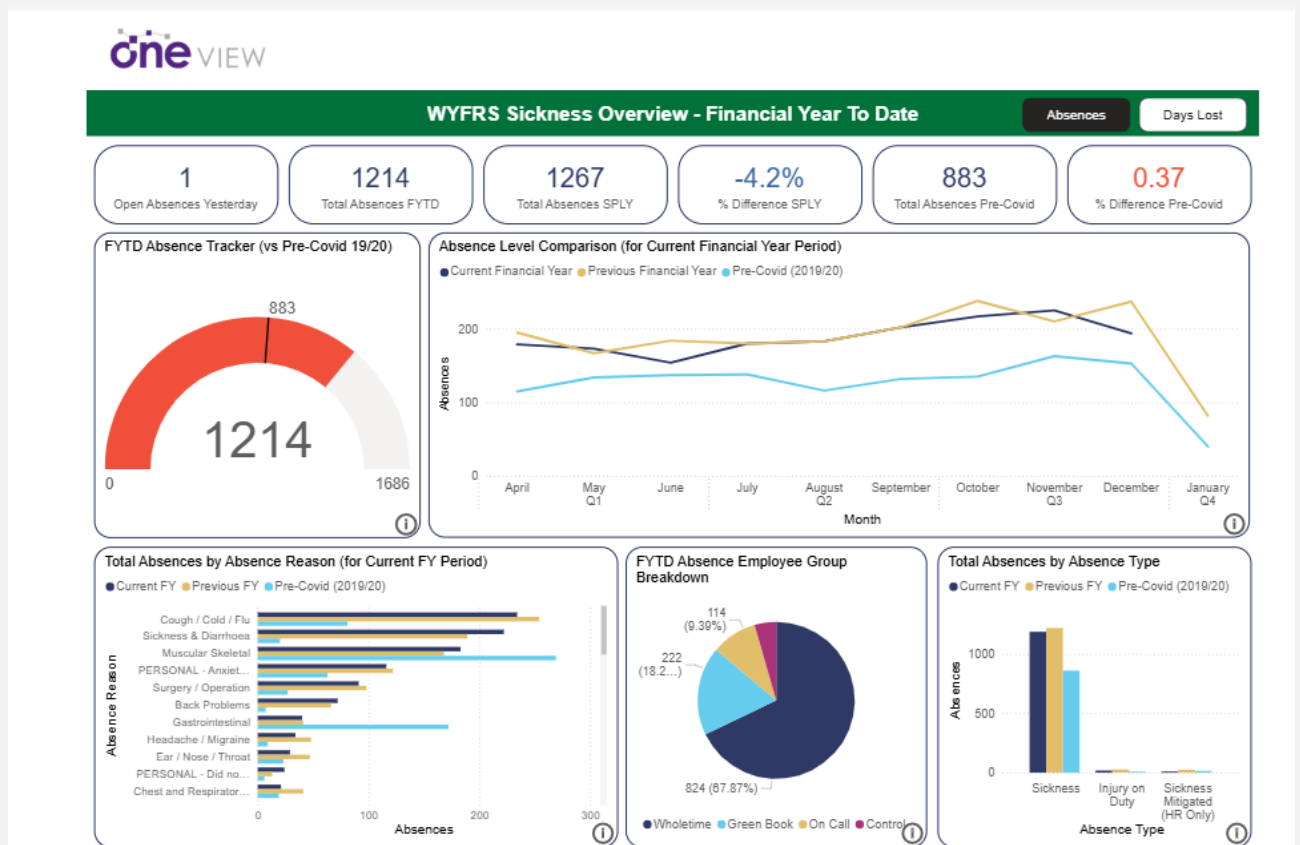 one VIEW
WYFRS Sickness Overview - Financial Year To Date
Absences
Days Lost
1
Open Absences Yesterday
1214
Total Absences FYTD
1267
Total Absences SPLY
-4.2%
% Difference SPLY
883
Total Absences Pre-Covid
0.37
% Difference Pre-Covid
FYTD Absence Tracker (vs Pre-Covid 19/20)
883
1214
0
1686
Absence Level Comparison (for Current Financial Year Period)
Current Financial Year Previous Financial Year Pre-Covid (2019/20)
Absences
200
100
0
April May June July August September October November December January
Q1 Q2 Q3 Q4
Month
Total Absences by Absence Reason (for Current FY Period)
Current FY Previous FY Pre-Covid (2019/20)
Absence Reason
Cough / Cold / Flu
Sickness & Diarrhoea
Muscular Skeletal
PERSONAL - Anxiet...
Surgery / Operation
Back Problems
Gastrointestinal
Headache / Migraine
Ear / Nose / Throat
PERSONAL - Did no...
Chest and Respirator...
0 100 200 300
Absences
FYTD Absence Employee Group
Breakdown
114
(9.39%)
222
(18.2...)
824 (67.87%)
Wholetime Green Book On Call Control
Total Absences by Absence Type
Current FY Previous FY Pre-Covid (2019/20)
Absences
1000
500
0
Sickness
Injury on
Duty
Sickness
Mitigated
(HR Only)
Absence Type